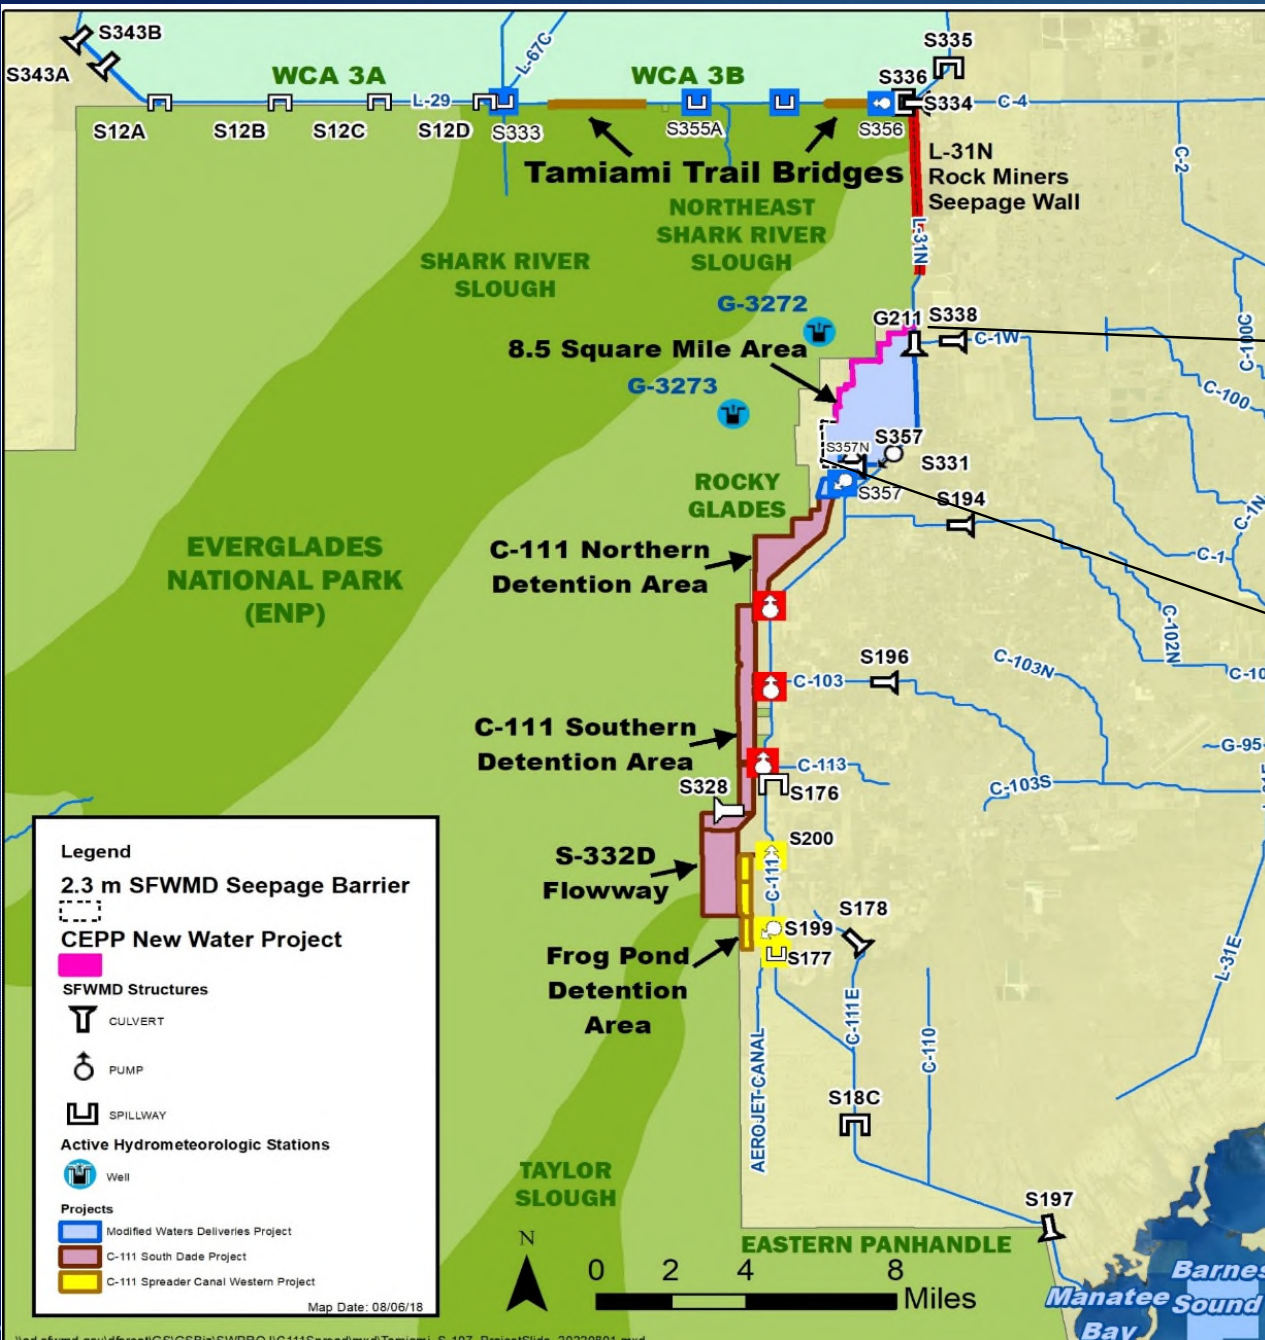 S343B
S343A
S335
S336
WCA 3A
L-67C
WCA 3B
L-29
S334
C-4
S12A
S12B
S12C
S12D
S333
S355A
S356
C-2
L-31N
Rock Miners
Seepage Wall
Tamiami Trail Bridges
NORTHEAST
SHARK RIVER
SLOUGH
L-31N
SHARK RIVER
SLOUGH
G-3272
G211
S338
C-1W
C-100C
8.5 Square Mile Area
G-3273
C-100
S357N
S357
S331
S357
ROCKY
GLADES
S194
C-1N
C-1
EVERGLADES
NATIONAL PARK
(ENP)
C-111 Northern
Detention Area
C-102N
S196
C-103N
C-103
C-10
C-111 Southern
Detention Area
G-95
C-113
C-103S
S328
S176
S200
S-332D
Flowway
C-111
S178
S199
S177
Frog Pond
Detention
Area
L-31E
C-111E
C-110
AEROJET-CANAL
S18C
TAYLOR
SLOUGH
S197
EASTERN PANHANDLE
N
0 2 4 8
Miles
Barnes
Sound
Manatee
Bay
Legend
2.3 m SFWMD Seepage Barrier
CEPP New Water Project
SFWMD Structures
CULVERT
PUMP
SPILLWAY
Active Hydrometeorologic Stations
Well
Projects
Modified Waters Deliveries Project
C-111 South Dade Project
C-111 Spreader Canal Western Project
Map Date: 08/06/18